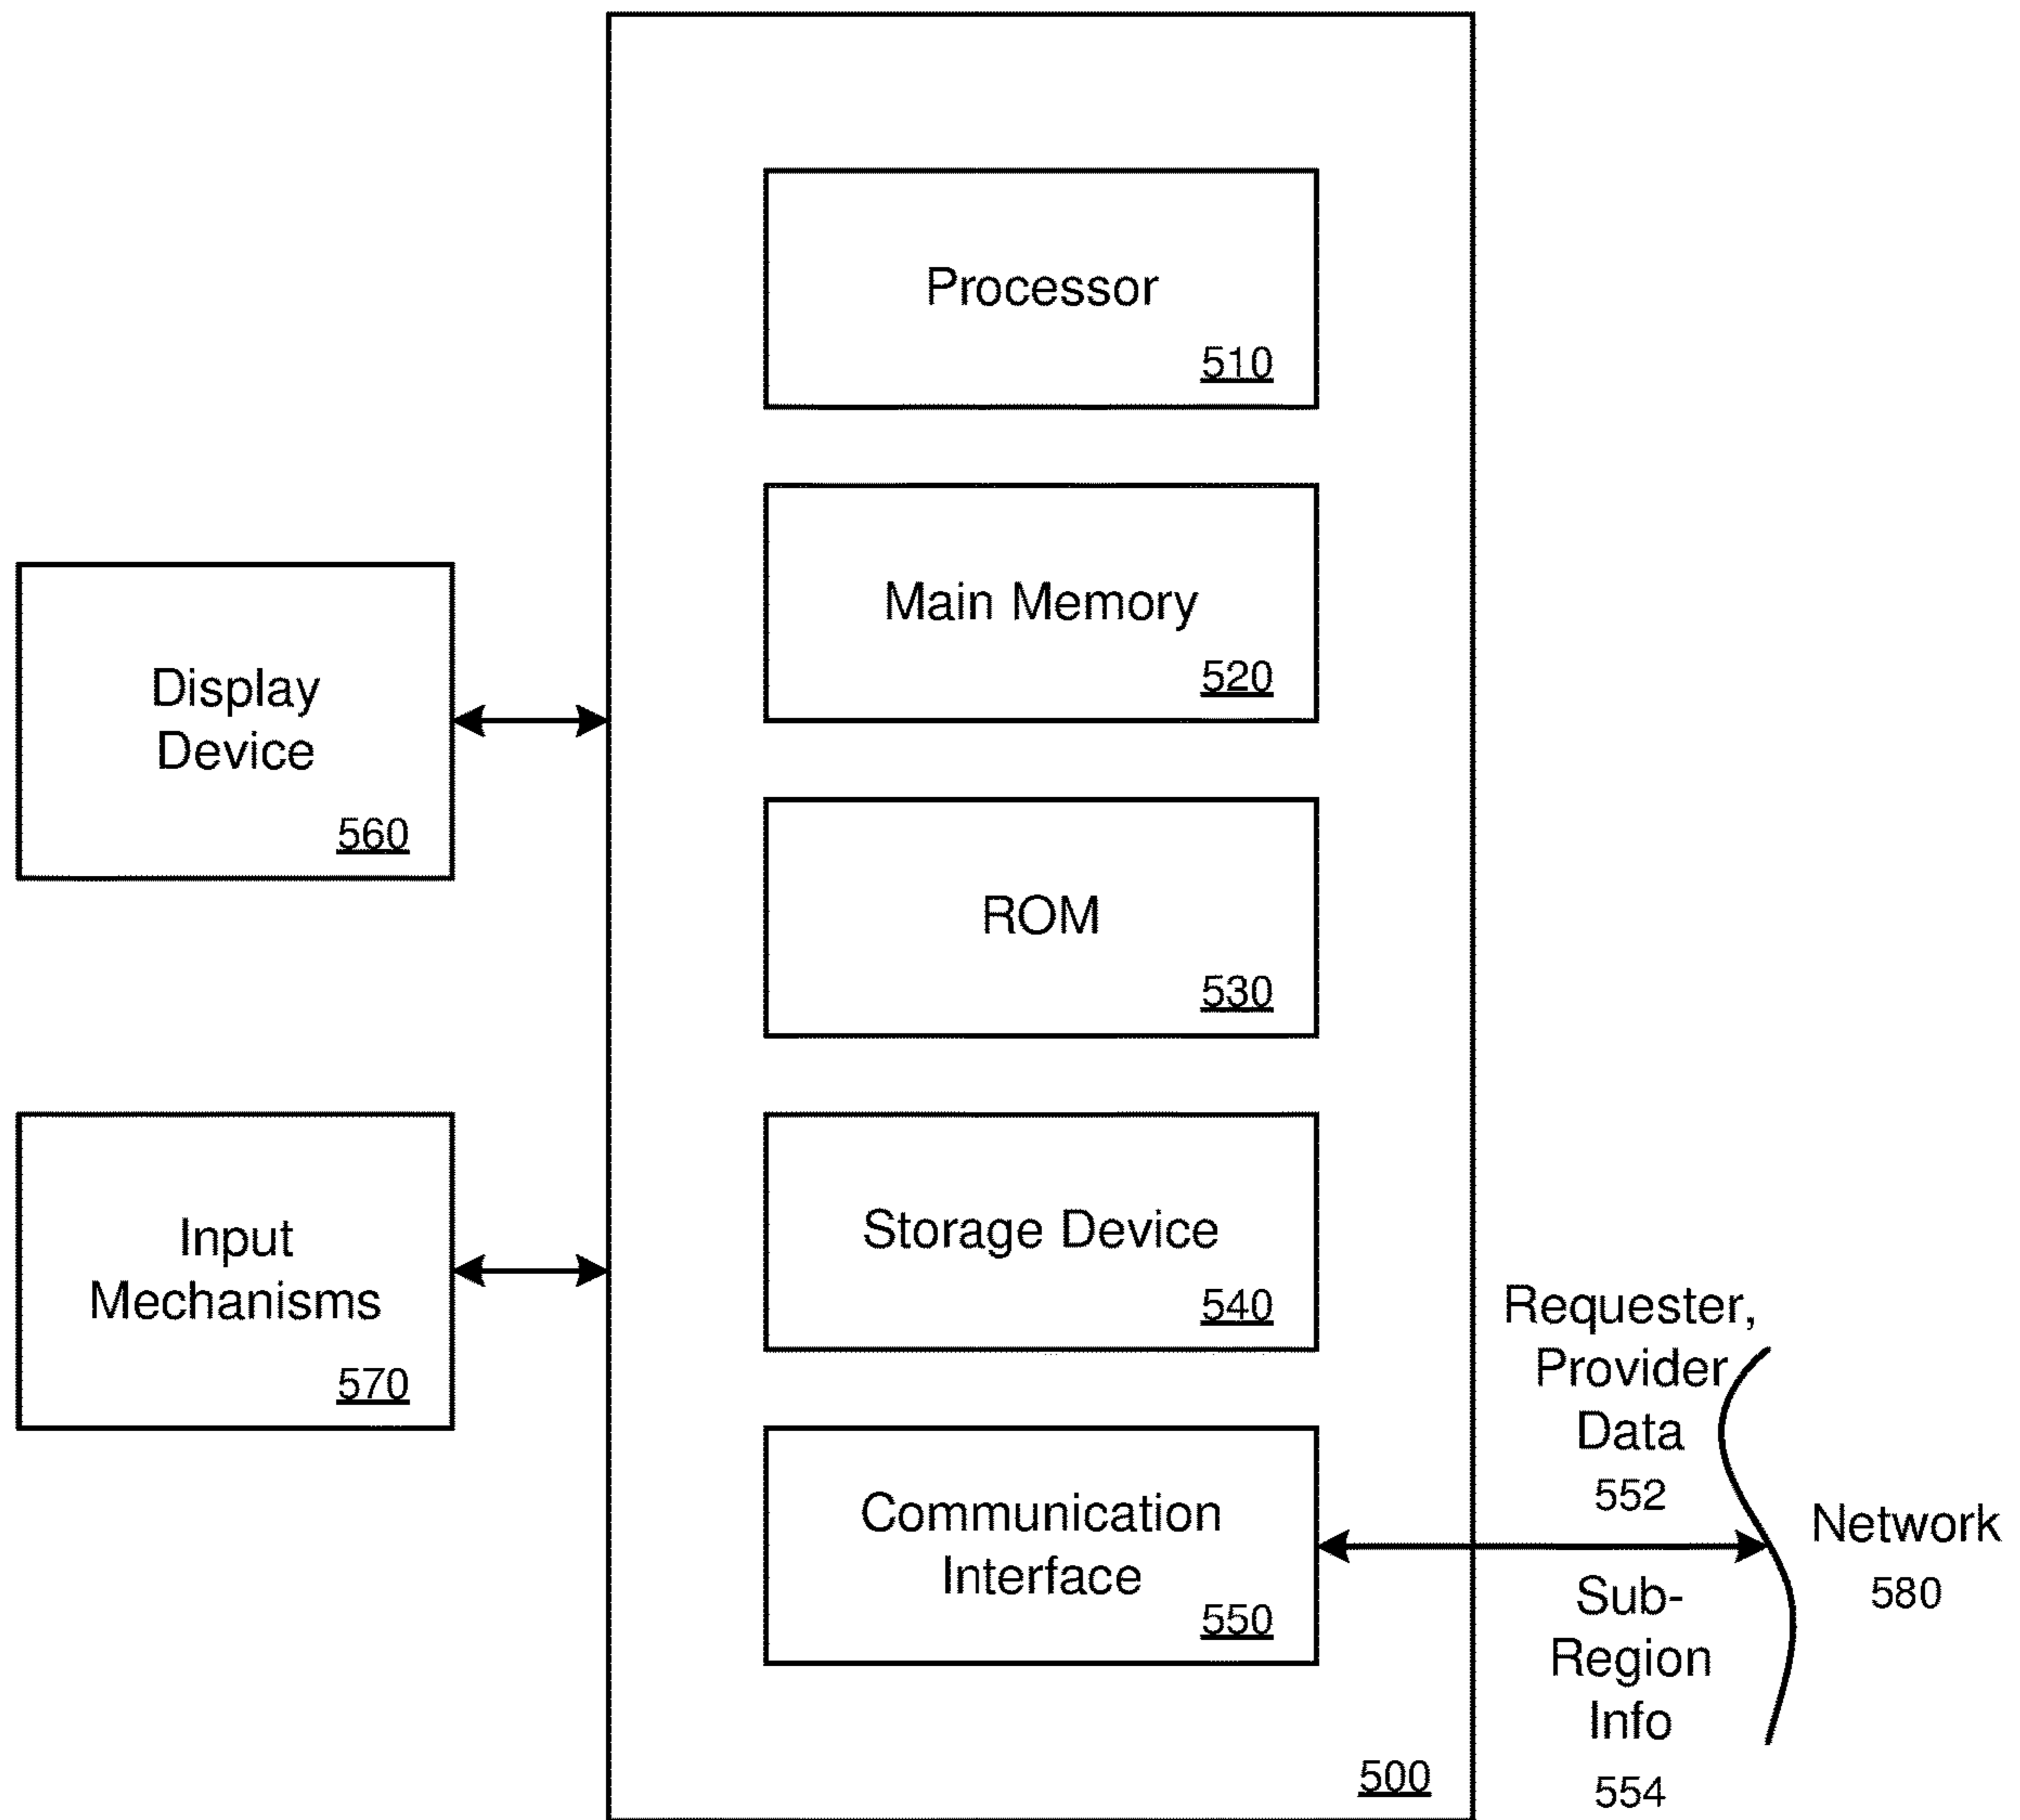 Processor
510
Main Memory
520
Display
Device
560
ROM
530
Input
Mechanisms
570
Storage Device
540
Communication
Interface
550
Requester,
Provider
Data
552
Network
580
Sub-
Region
Info
554
500